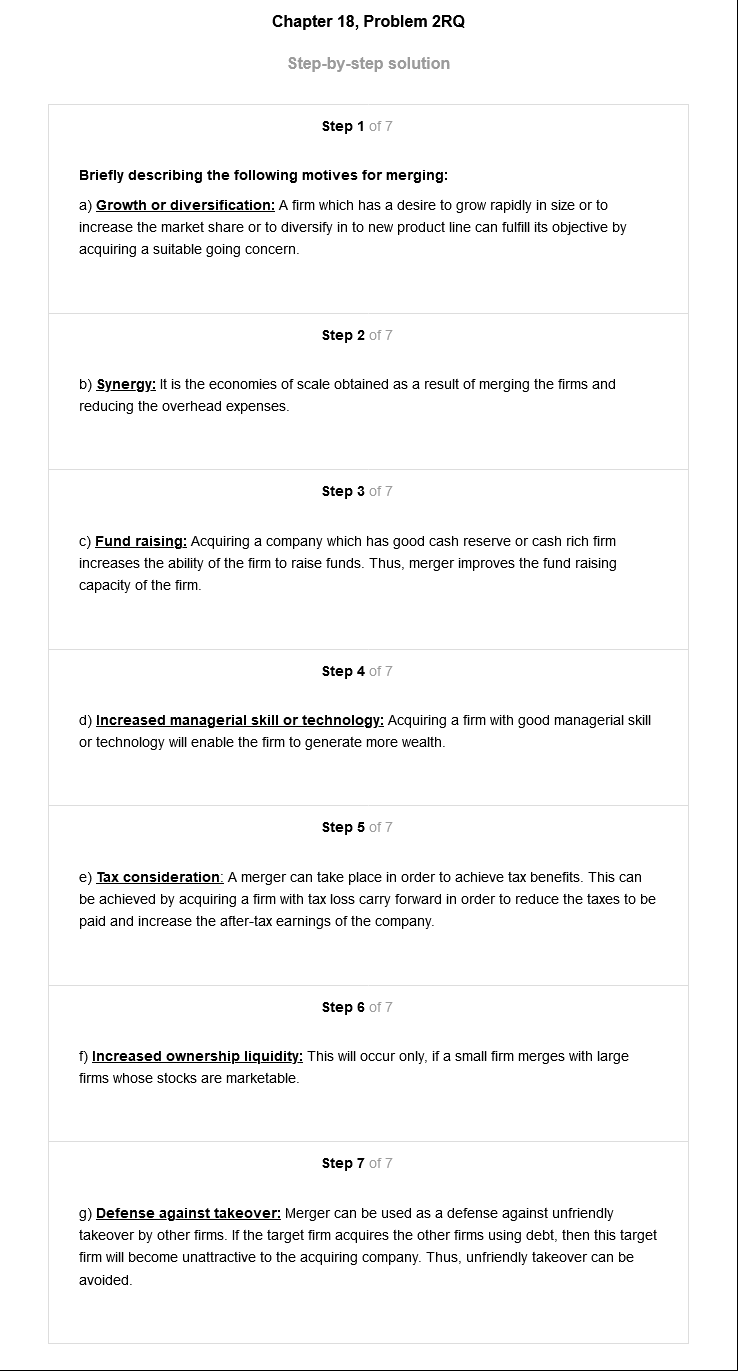 Chapter 18, Problem 2RQ
Step-by-step solution
Step 1 of 7
Briefly describing the following motives for merging:
a) Growth or diversification: A firm which has a desire to grow rapidly in size or to
increase the market share or to diversify in to new product line can fulfill its objective by
acquiring a suitable going concern.
Step 2 of 7
b) Synergy: It is the economies of scale obtained as a result of merging the firms and
reducing the overhead expenses.
Step 3 of 7
c) Fund raising: Acquiring a company which has good cash reserve or cash rich firm
increases the ability of the firm to raise funds. Thus, merger improves the fund raising
capacity of the firm.
Step 4 of 7
d) Increased managerial skill or technology: Acquiring a firm with good managerial skill
or technology will enable the firm to generate more wealth.
Step 5 of 7
e) Tax consideration: A merger can take place in order to achieve tax benefits. This can
be achieved by acquiring a firm with tax loss carry forward in order to reduce the taxes to be
paid and increase the after-tax earnings of the company.
Step 6 of 7
f) Increased ownership liquidity: This will occur only, if a small firm merges with large
firms whose stocks are marketable.
Step 7 of 7
g) Defense against takeover: Merger can be used as a defense against unfriendly
takeover by other firms. If the target firm acquires the other firms using debt, then this target
firm will become unattractive to the acquiring company. Thus, unfriendly takeover can be
avoided.